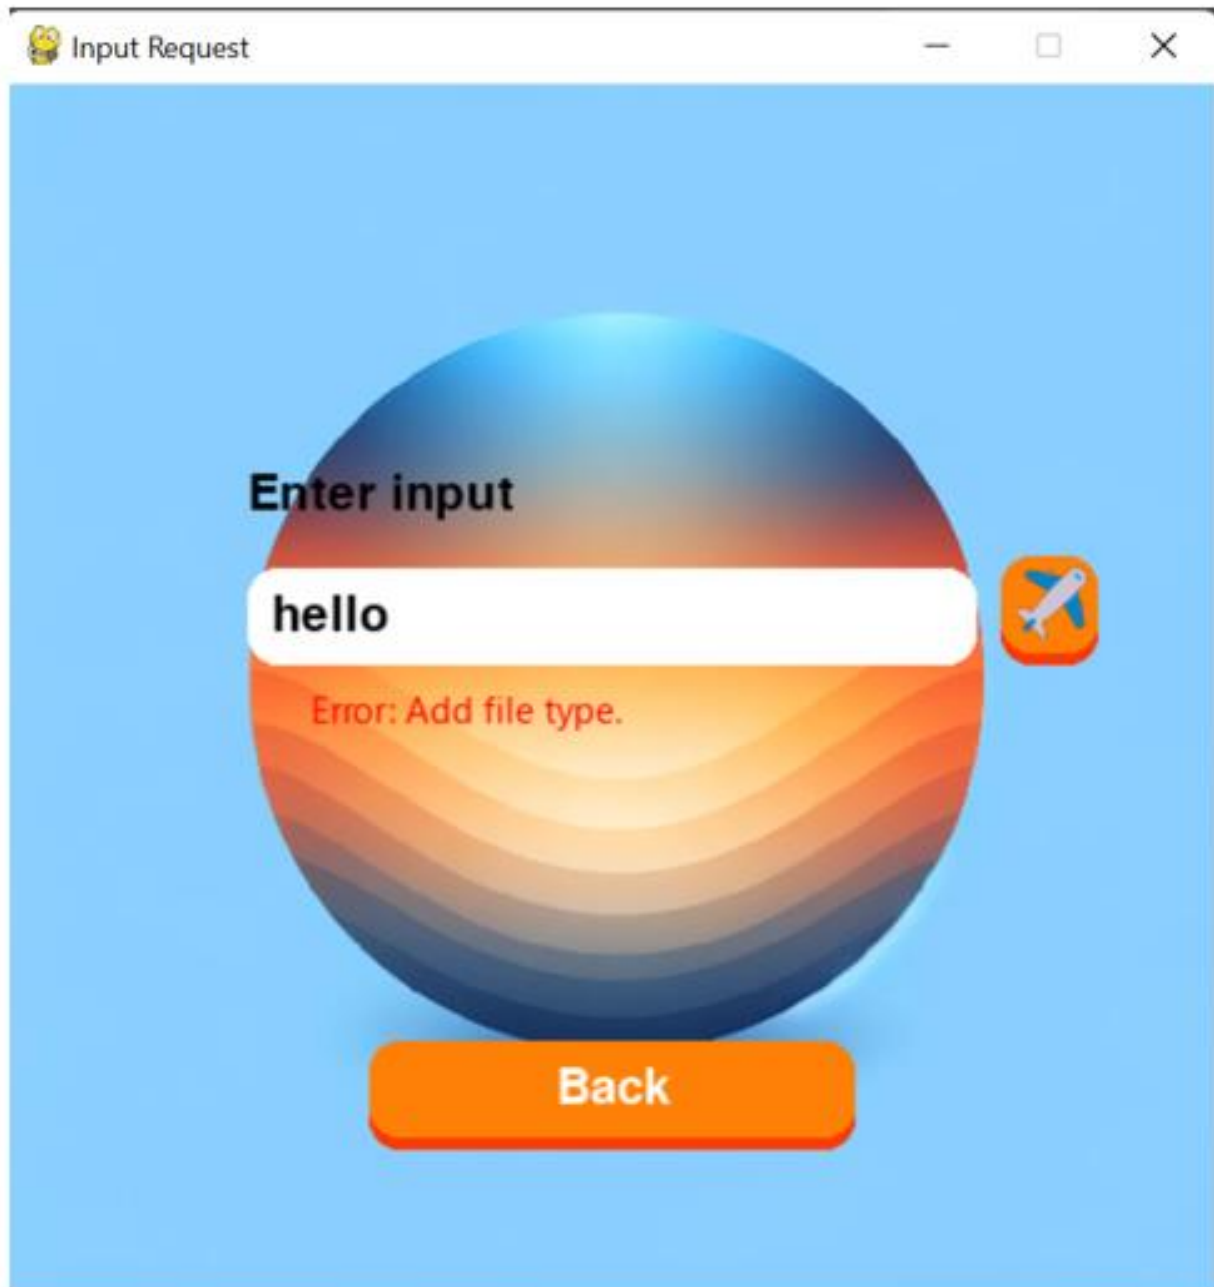 Input Request
Enter input
hello
Error: Add file type.
Back